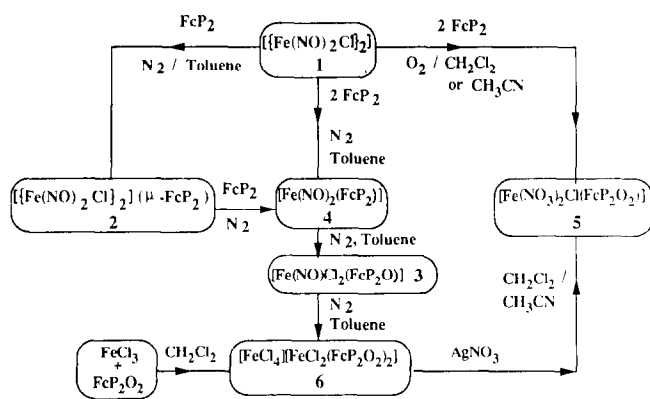 FcP2
[{Fe(NO)2Cl}2]
1
2 FcP2
N2 / Toluene
O2 / CH2Cl2
or CH3CN
2 FcP2
N2
Toluene
[{Fe(NO)2Cl}2](μ-FcP2)
2
FcP2
N2
[Fe(NO)2(FcP2)]
4
[Fe(NO3)2Cl(FcP2O2)]
5
N2, Toluene
[Fe(NO)Cl2(FcP2O)] 3
CH2Cl2 /
CH3CN
N2
Toluene
FeCl3
+
FcP2O2
CH2Cl2
[FeCl4][FeCl2(FcP2O2)2]
6
AgNO3